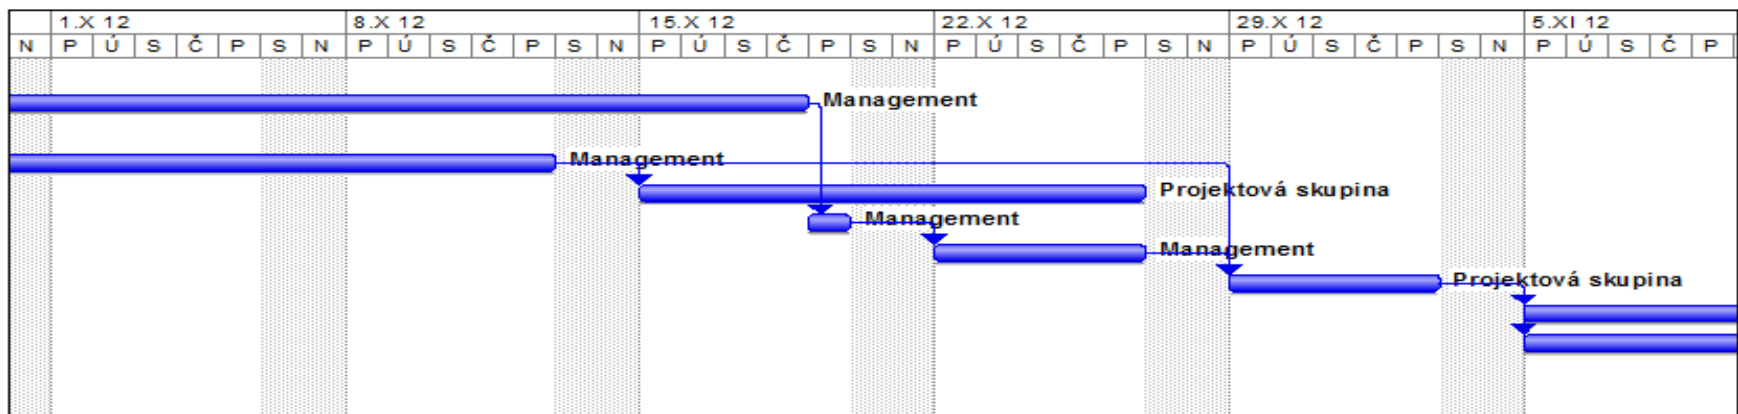 1.X 12 8.X 12 15.X 12 22.X 12 29.X 12 5.XI 12
N P Ú S Č P S N P Ú S Č P S N P Ú S Č P S N P Ú S Č P S N P Ú S Č P S N P Ú S Č P
Management
Management
Projektová skupina
Management
Management
Projektová skupina